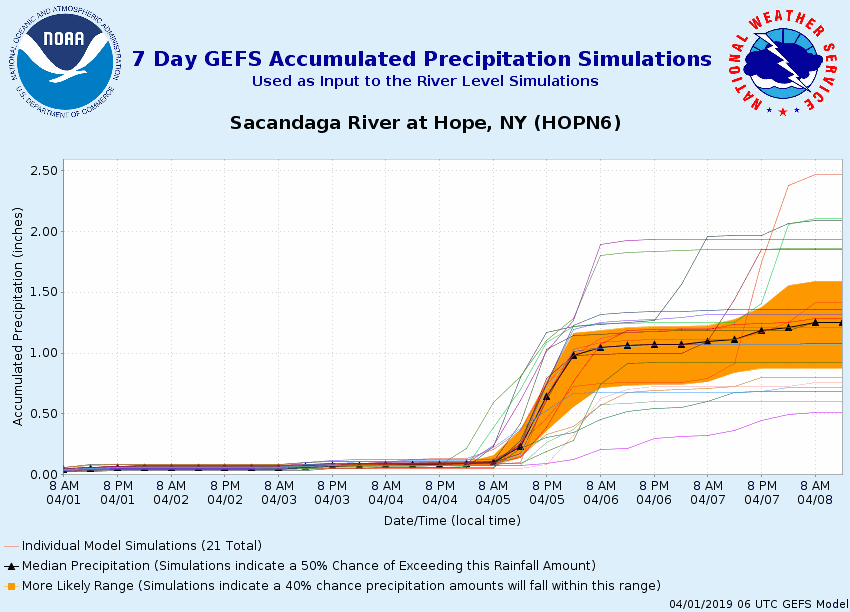 NATIONAL OCEANIC AND ATMOSPHERIC ADMINISTRATION
NOAA
U.S. DEPARTMENT OF COMMERCE
7 Day GEFS Accumulated Precipitation Simulations
Used as Input to the River Level Simulations
NATIONAL WEATHER SERVICE
Sacandaga River at Hope, NY (HOPN6)
Accumulated Precipitation (inches)
2.50
2.00
1.50
1.00
0.50
0.00
8 AM 8 PM 8 AM 8 PM 8 AM 8 PM 8 AM 8 PM 8 AM 8 PM 8 AM 8 PM 8 AM 8 PM 8 AM
04/01 04/01 04/02 04/02 04/03 04/03 04/04 04/04 04/05 04/05 04/06 04/06 04/07 04/07 04/08
Date/Time (local time)
Individual Model Simulations (21 Total)
Median Precipitation (Simulations indicate a 50% Chance of Exceeding this Rainfall Amount)
More Likely Range (Simulations indicate a 40% chance precipitation amounts will fall within this range)
04/01/2019 06 UTC GEFS Model